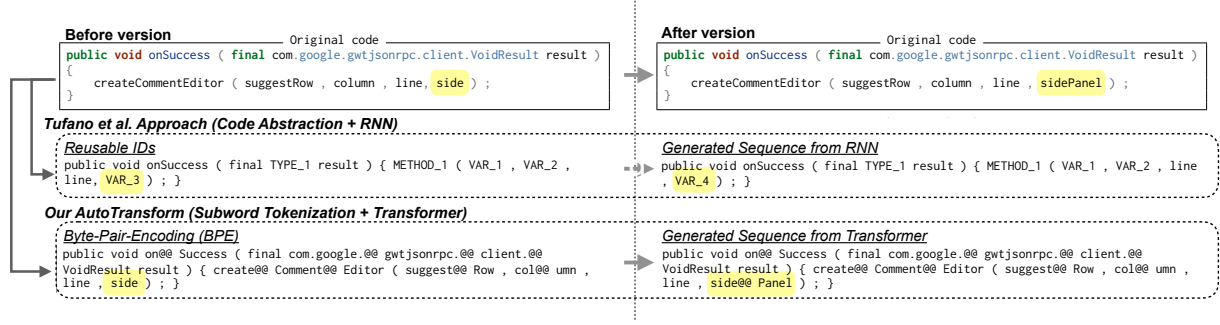 Before version
Original code
public void onSuccess ( final com.google.gwtjsonrpc.client.VoidResult result )
{
createCommentEditor ( suggestRow , column , line, side ) ;
}
After version
Original code
public void onSuccess ( final com.google.gwtjsonrpc.client.VoidResult result )
{
createCommentEditor ( suggestRow , column , line , sidePanel ) ;
}
Tufano et al. Approach (Code Abstraction + RNN)
Reusable IDs
public void onSuccess ( final TYPE_1 result ) { METHOD_1 ( VAR_1 , VAR_2 ,
line, VAR_3 ) ; }
Generated Sequence from RNN
public void onSuccess ( final TYPE_1 result ) { METHOD_1 ( VAR_1 , VAR_2 , line
, VAR_4 ) ; }
Our AutoTransform (Subword Tokenization + Transformer)
Byte-Pair-Encoding (BPE)
public void on@@ Success ( final com.google.@@ gwtjsonrpc.@@ client.@@
VoidResult result ) { create@@ Comment@@ Editor ( suggest@@ Row , col@@ umn ,
line , side ) ; }
Generated Sequence from Transformer
public void on@@ Success ( final com.google.@@ gwtjsonrpc.@@ client.@@
VoidResult result ) { create@@ Comment@@ Editor ( suggest@@ Row , col@@ umn ,
line , side@@ Panel ) ; }